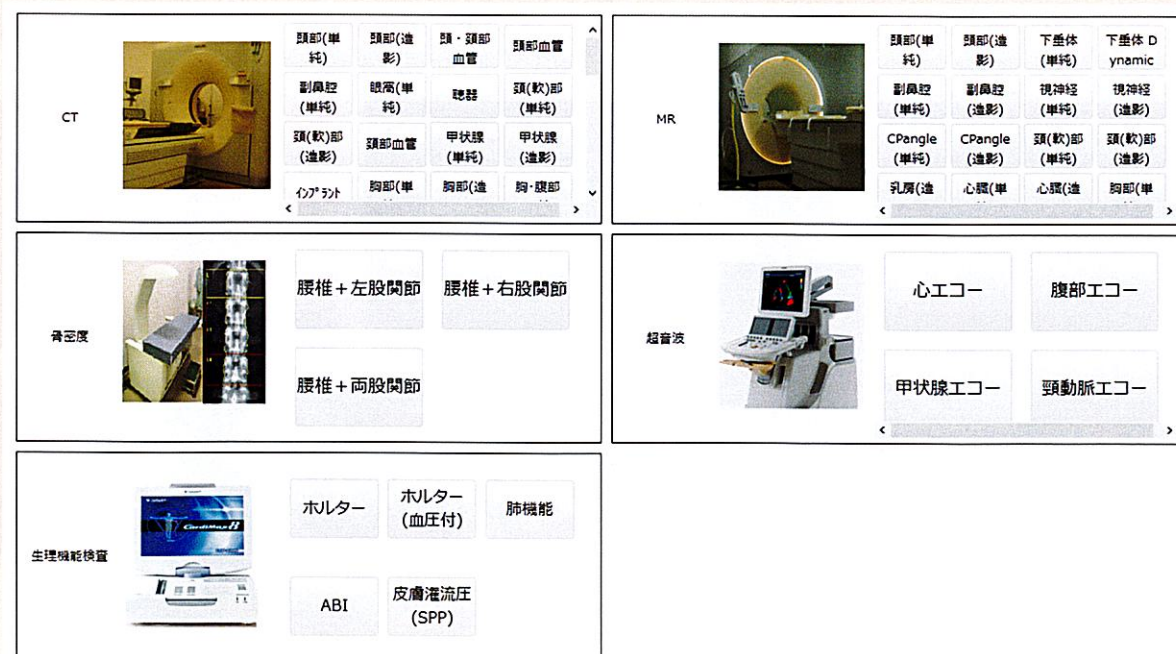 CT
頭部(単
純)
頭部(造
影)
頭・頸部
血管
頭部血管
副鼻腔
(単純)
眼窩(単
純)
聴器
頸(軟)部
(単純)
頸(軟)部
(造影)
頸部血管
甲状腺
(単純)
甲状腺
(造影)
インプラント
胸部(単
胸部(造
胸・腹部
MR
頭部(単
純)
頭部(造
影)
下垂体
(単純)
下垂体 D
ynamic
副鼻腔
(単純)
副鼻腔
(造影)
視神経
(単純)
視神経
(造影)
CPangle
(単純)
CPangle
(造影)
頸(軟)部
(単純)
頸(軟)部
(造影)
乳房(造
心臓(単
心臓(造
胸部(単
骨密度
腰椎+左股関節
腰椎+右股関節
腰椎+両股関節
超音波
心エコー
腹部エコー
甲状腺エコー
頸動脈エコー
生理機能検査
CardiMax 8
ホルター
ホルター
(血圧付)
肺機能
ABI
皮膚潅流圧
(SPP)